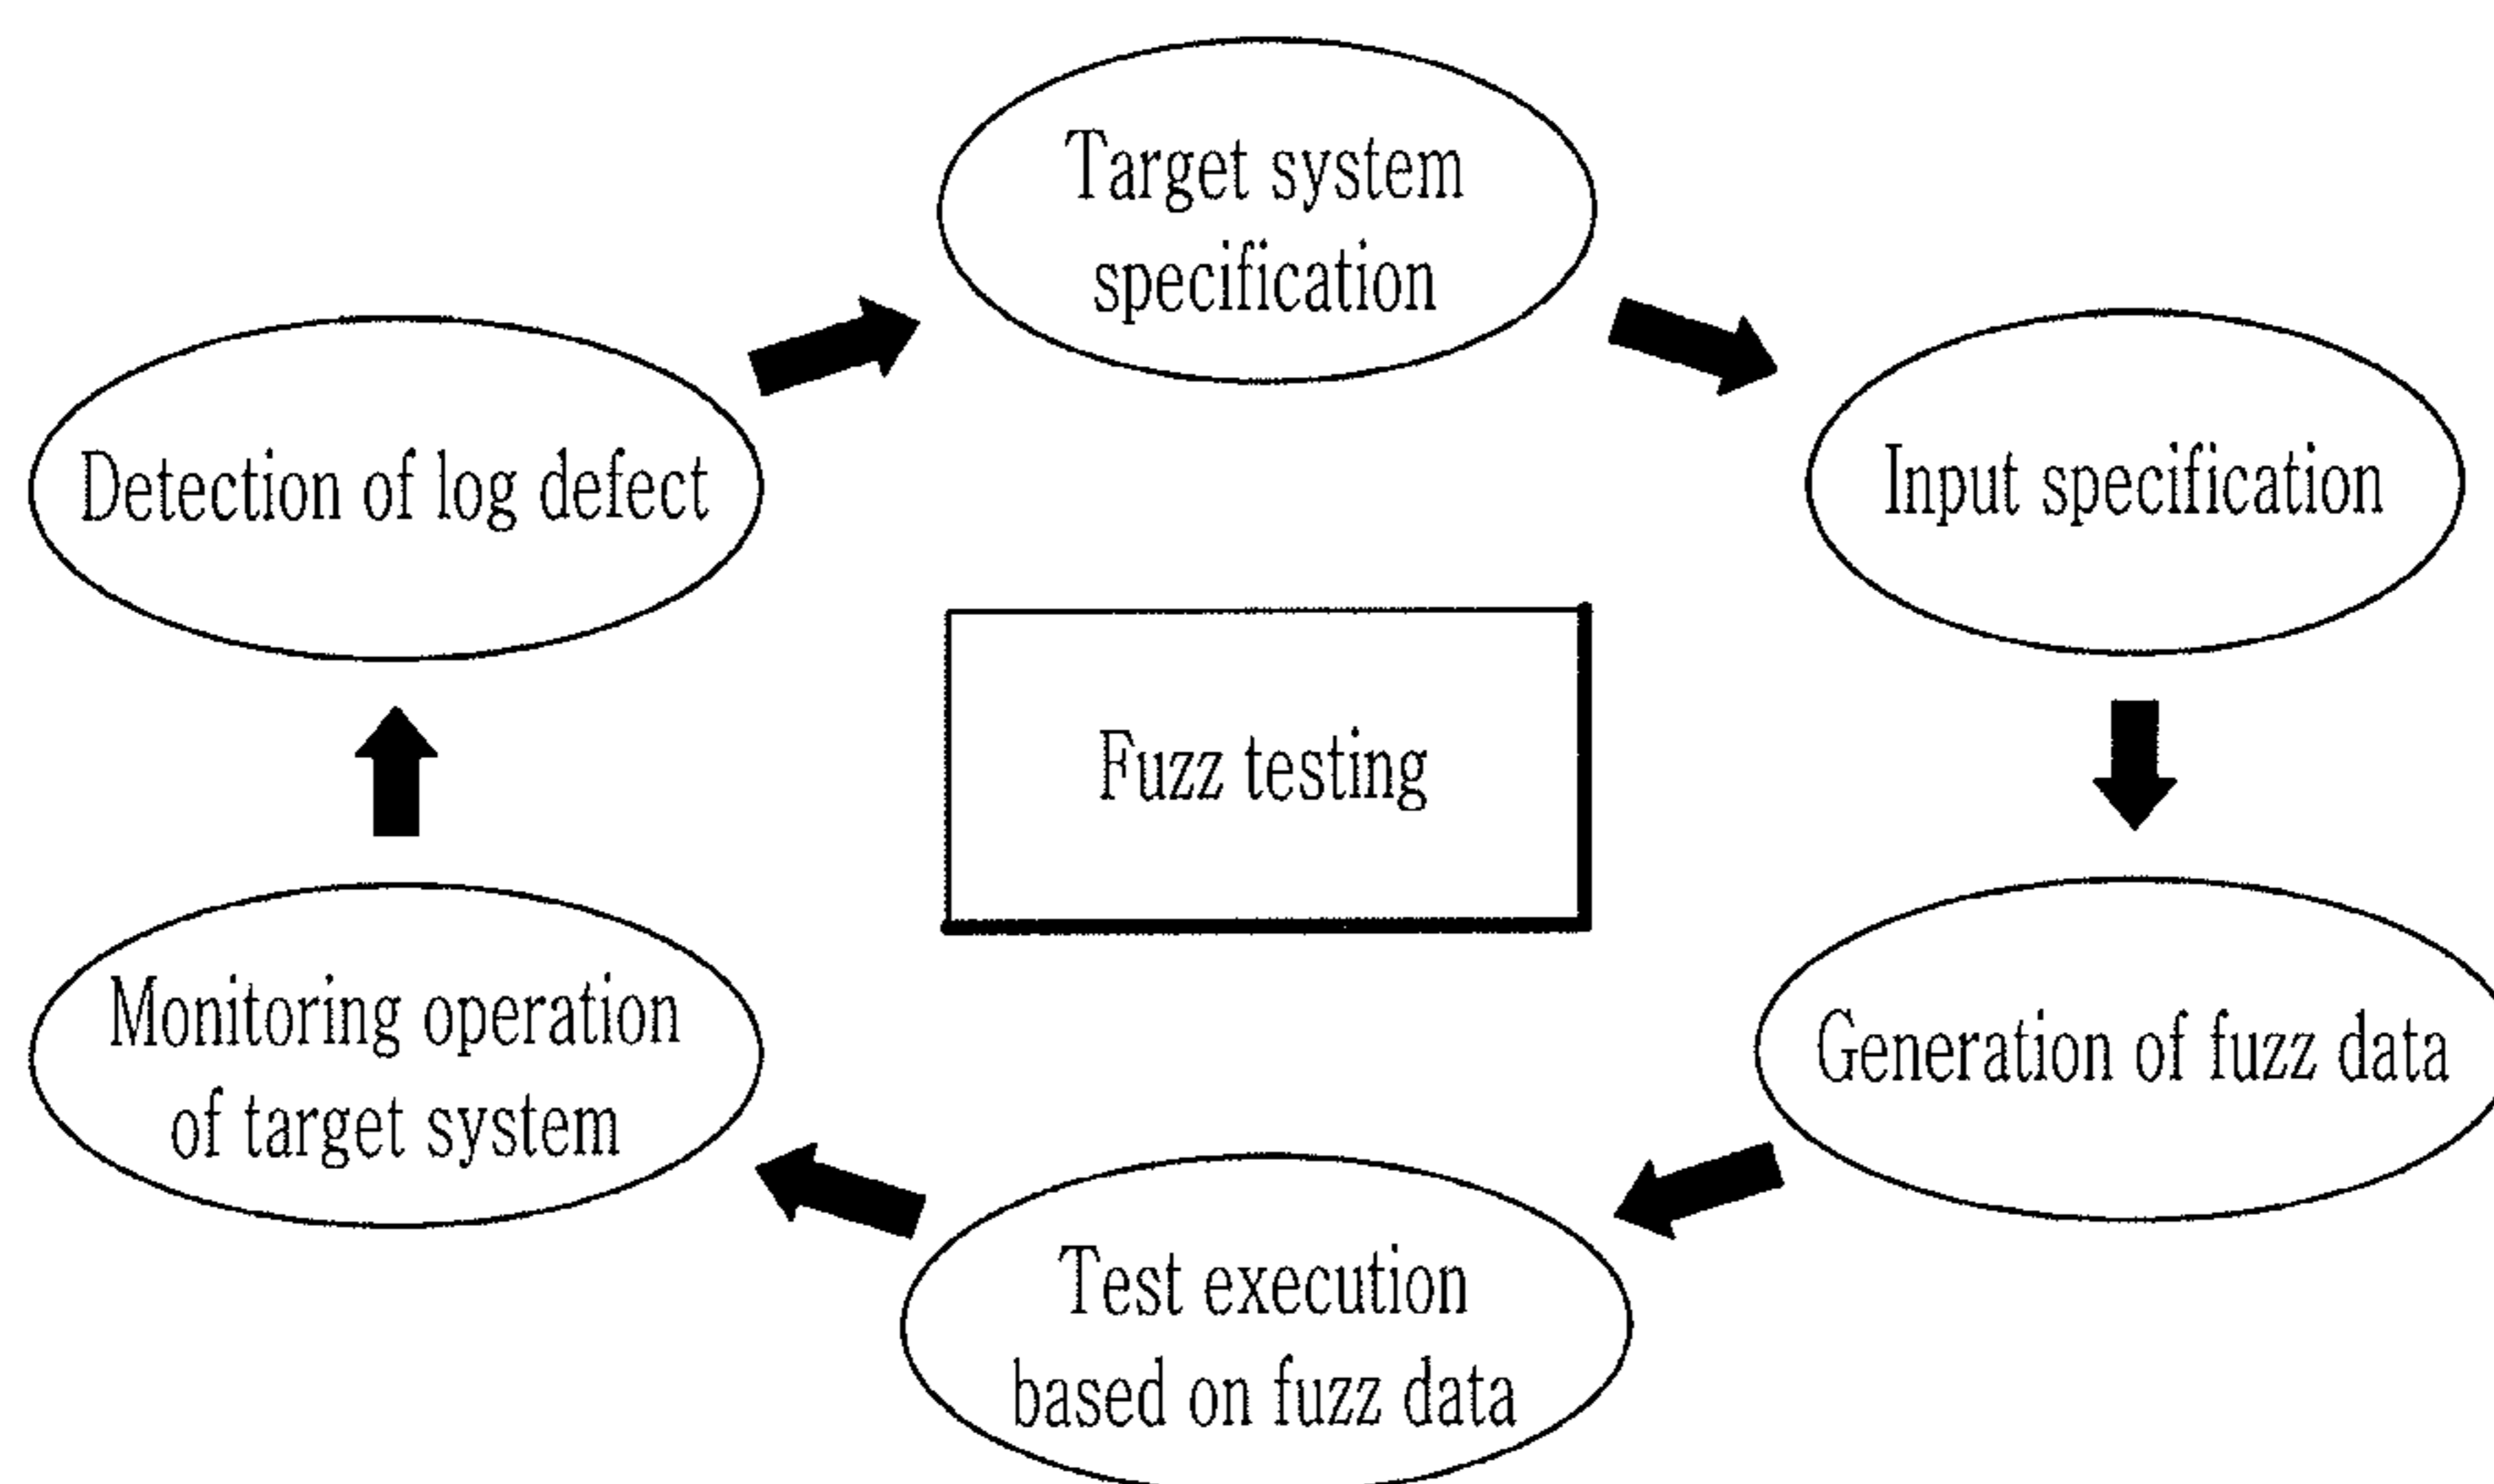 Target system
specification
Detection of log defect
Input specification
Fuzz testing
Monitoring operation
of target system
Generation of fuzz data
Test execution
based on fuzz data